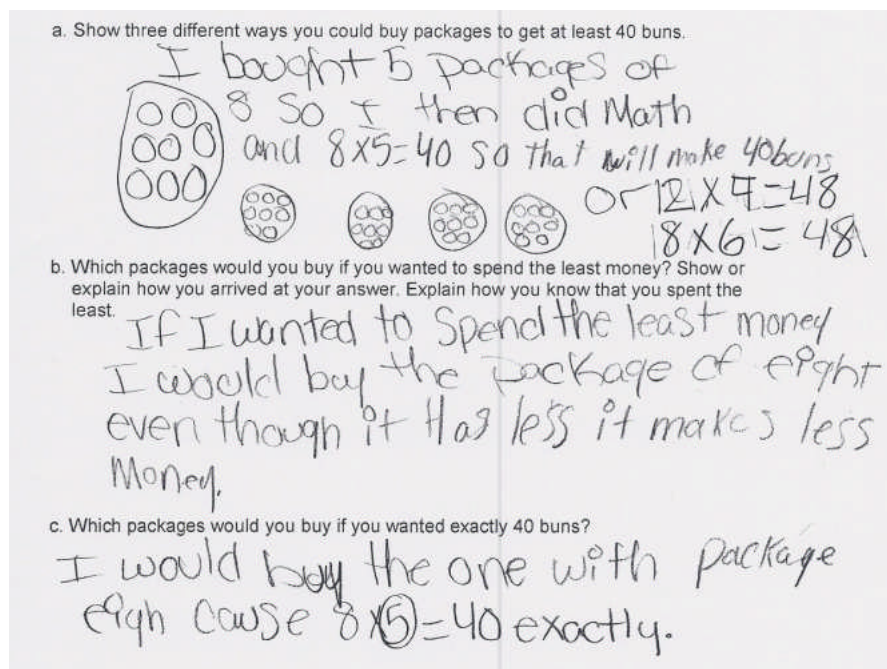 a. Show three different ways you could buy packages to get at least 40 buns.
I bought 5 packages of
8 So I then did Math
and 8x5=40 so that will make 40buns
or 12x4=48
8x6=48
b. Which packages would you buy if you wanted to spend the least money? Show or
explain how you arrived at your answer. Explain how you know that you spent the
least.
If I wanted to Spend the least money
I woould buy the package of eight
even though it Has less it makes less
Money.
c. Which packages would you buy if you wanted exactly 40 buns?
I would buy the one with package
eigh cause 8x5=40 exactly.